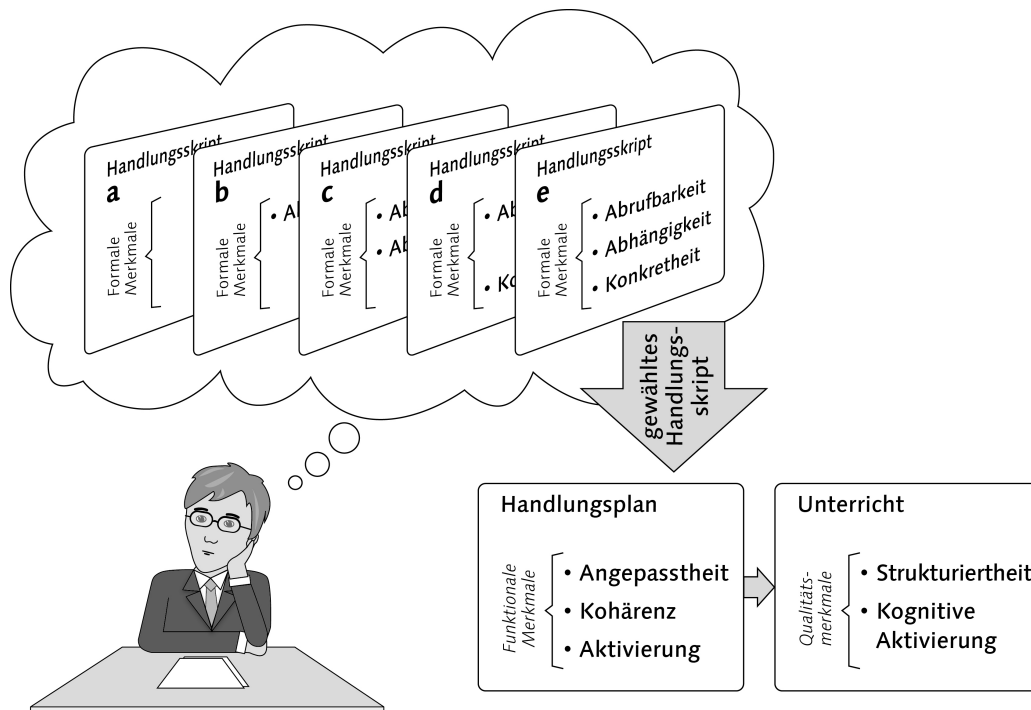 Handlungsskript
a
Formale
Merkmale
Handlungsskript
b
Formale
Merkmale
Handlungsskript
c
Formale
Merkmale
Handlungsskript
d
Formale
Merkmale
Handlungsskript
e
Formale
Merkmale
• Abrufbarkeit
• Abhängigkeit
• Konkretheit
gewähltes
Handlungs-
skript
Handlungsplan
Funktionale
Merkmale
• Angepasstheit
• Kohärenz
• Aktivierung
Unterricht
Qualitäts-
merkmale
• Strukturiertheit
• Kognitive
Aktivierung